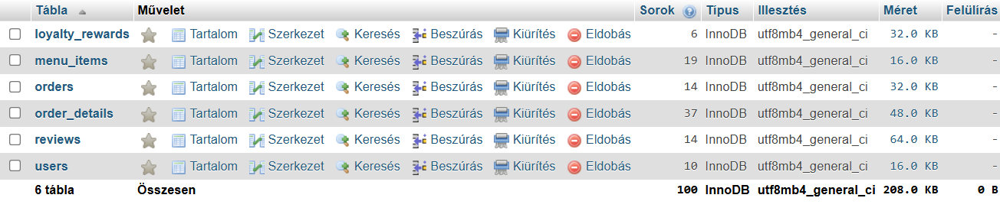 Tábla Művelet Sorok Típus Illesztés Méret Felülírás
loyalty_rewards Tartalom Szerkezet Keresés Beszúrás Kiürítés Eldobás 6 InnoDB utf8mb4_general_ci 32.0 KB -
menu_items Tartalom Szerkezet Keresés Beszúrás Kiürítés Eldobás 19 InnoDB utf8mb4_general_ci 16.0 KB -
orders Tartalom Szerkezet Keresés Beszúrás Kiürítés Eldobás 14 InnoDB utf8mb4_general_ci 32.0 KB -
order_details Tartalom Szerkezet Keresés Beszúrás Kiürítés Eldobás 37 InnoDB utf8mb4_general_ci 48.0 KB -
reviews Tartalom Szerkezet Keresés Beszúrás Kiürítés Eldobás 14 InnoDB utf8mb4_general_ci 64.0 KB -
users Tartalom Szerkezet Keresés Beszúrás Kiürítés Eldobás 10 InnoDB utf8mb4_general_ci 16.0 KB -
6 tábla Összesen 100 InnoDB utf8mb4_general_ci 208.0 KB 0 B